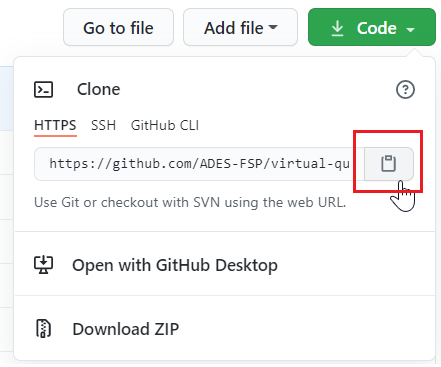 Go to file Add file Code
Clone
HTTPS SSH GitHub CLI
https://github.com/ADES-FSP/virtual-qu
Use Git or checkout with SVN using the web URL.
Open with GitHub Desktop
Download ZIP